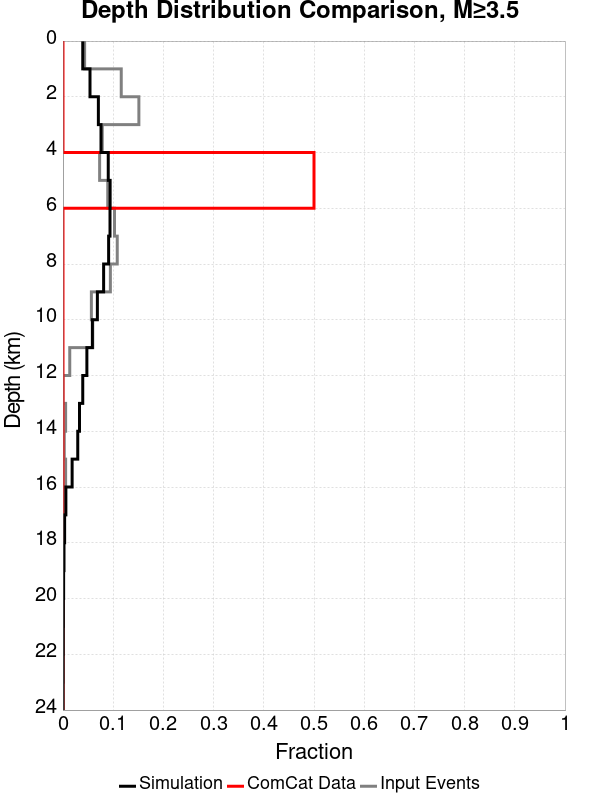 Depth Distribution Comparison, M≥3.5
0
2
4
6
8
10
12
14
16
18
20
22
24
Depth (km)
0 0.1 0.2 0.3 0.4 0.5 0.6 0.7 0.8 0.9 1
Fraction
Simulation ComCat Data Input Events